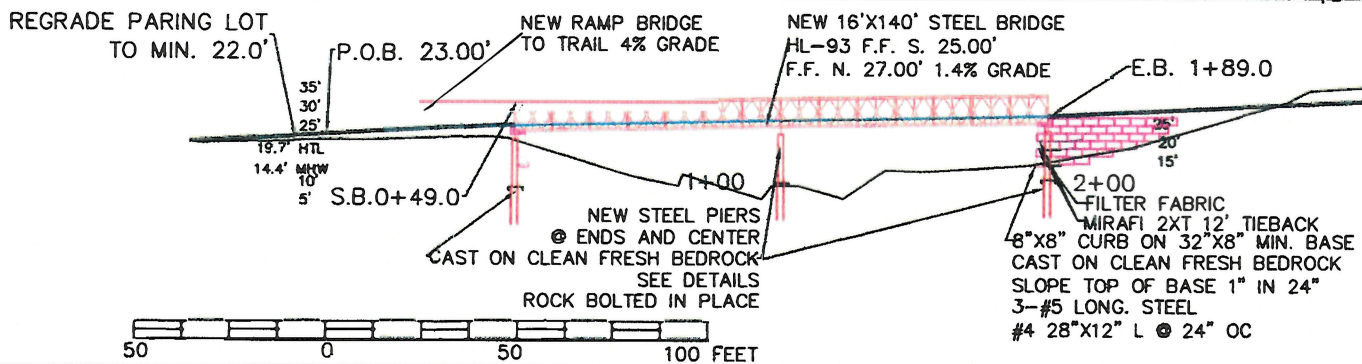 REGRADE PARING LOT
TO MIN. 22.0'
P.O.B. 23.00'
NEW RAMP BRIDGE
TO TRAIL 4% GRADE
NEW 16'X140' STEEL BRIDGE
HL-93 F.F. S. 25.00'
F.F. N. 27.00' 1.4% GRADE
E.B. 1+89.0
35'
30'
25'
19.7' HTL
14.4' MHW
10'
5'
S.B.0+49.0
1+00
25'
20'
15'
2+00
NEW STEEL PIERS
@ ENDS AND CENTER
CAST ON CLEAN FRESH BEDROCK
SEE DETAILS
ROCK BOLTED IN PLACE
FILTER FABRIC
MIRAFI 2XT 12' TIEBACK
8"X8" CURB ON 32"X8" MIN. BASE
CAST ON CLEAN FRESH BEDROCK
SLOPE TOP OF BASE 1" IN 24"
3-#5 LONG. STEEL
#4 28"X12" L @ 24" OC
50 0 50 100 FEET